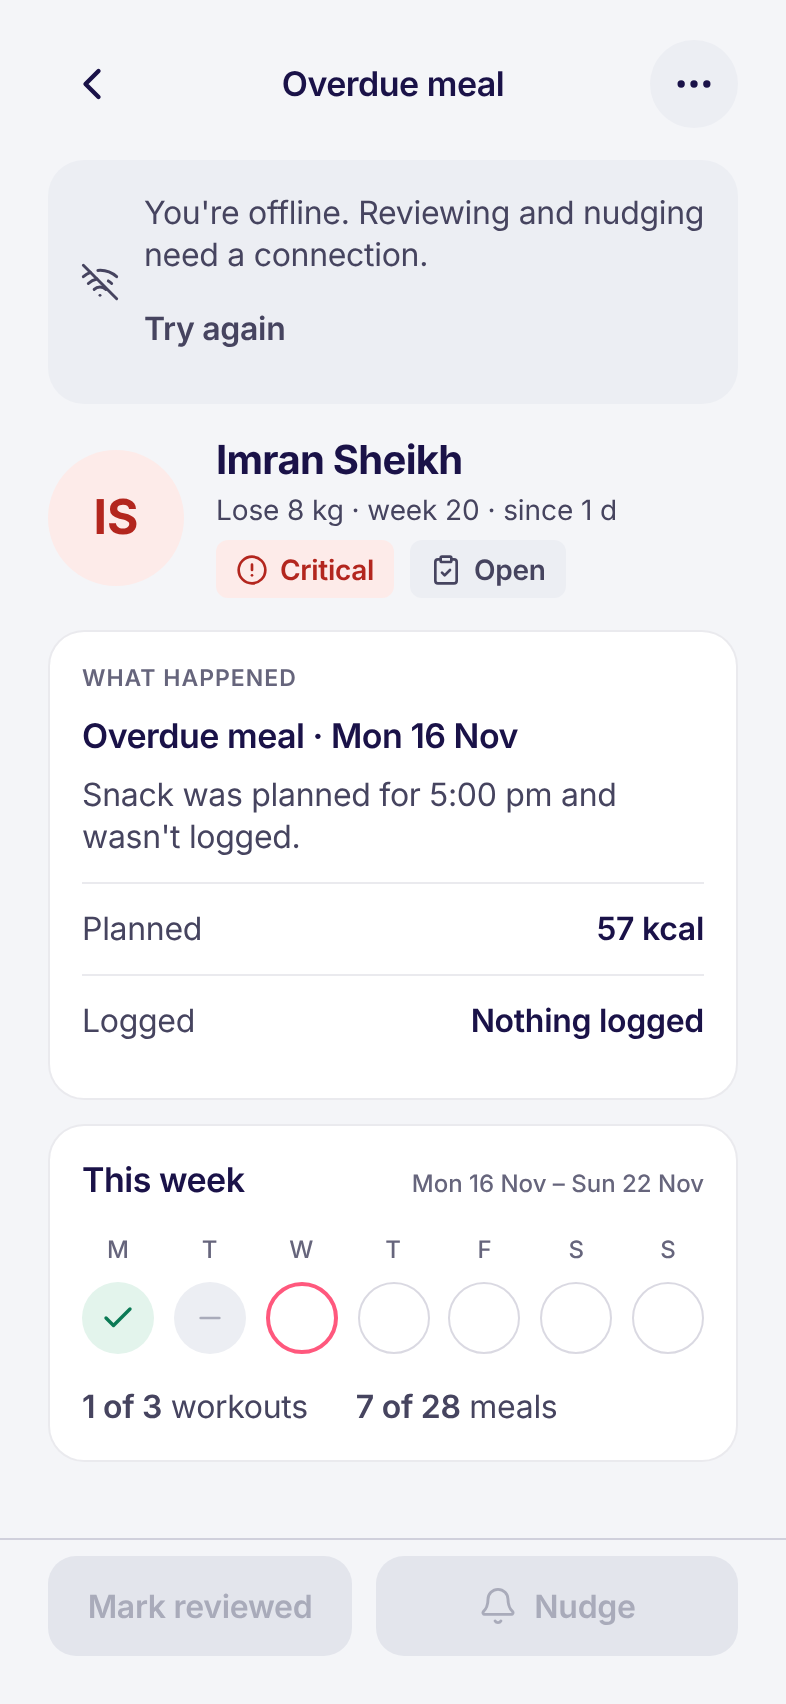 Overdue meal
You're offline. Reviewing and nudging
need a connection.
Try again
IS
Imran Sheikh
Lose 8 kg · week 20 · since 1 d
Critical
Open
WHAT HAPPENED
Overdue meal · Mon 16 Nov
Snack was planned for 5:00 pm and
wasn't logged.
Planned 57 kcal
Logged Nothing logged
This week Mon 16 Nov – Sun 22 Nov
M T W T F S S
1 of 3 workouts 7 of 28 meals
Mark reviewed Nudge